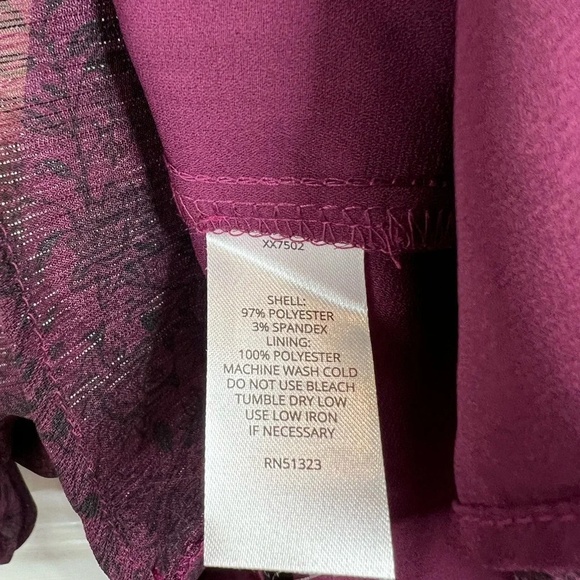 XX7502
SHELL:
97% POLYESTER
3% SPANDEX
LINING:
100% POLYESTER
MACHINE WASH COLD
DO NOT USE BLEACH
TUMBLE DRY LOW
USE LOW IRON
IF NECESSARY
RN51323